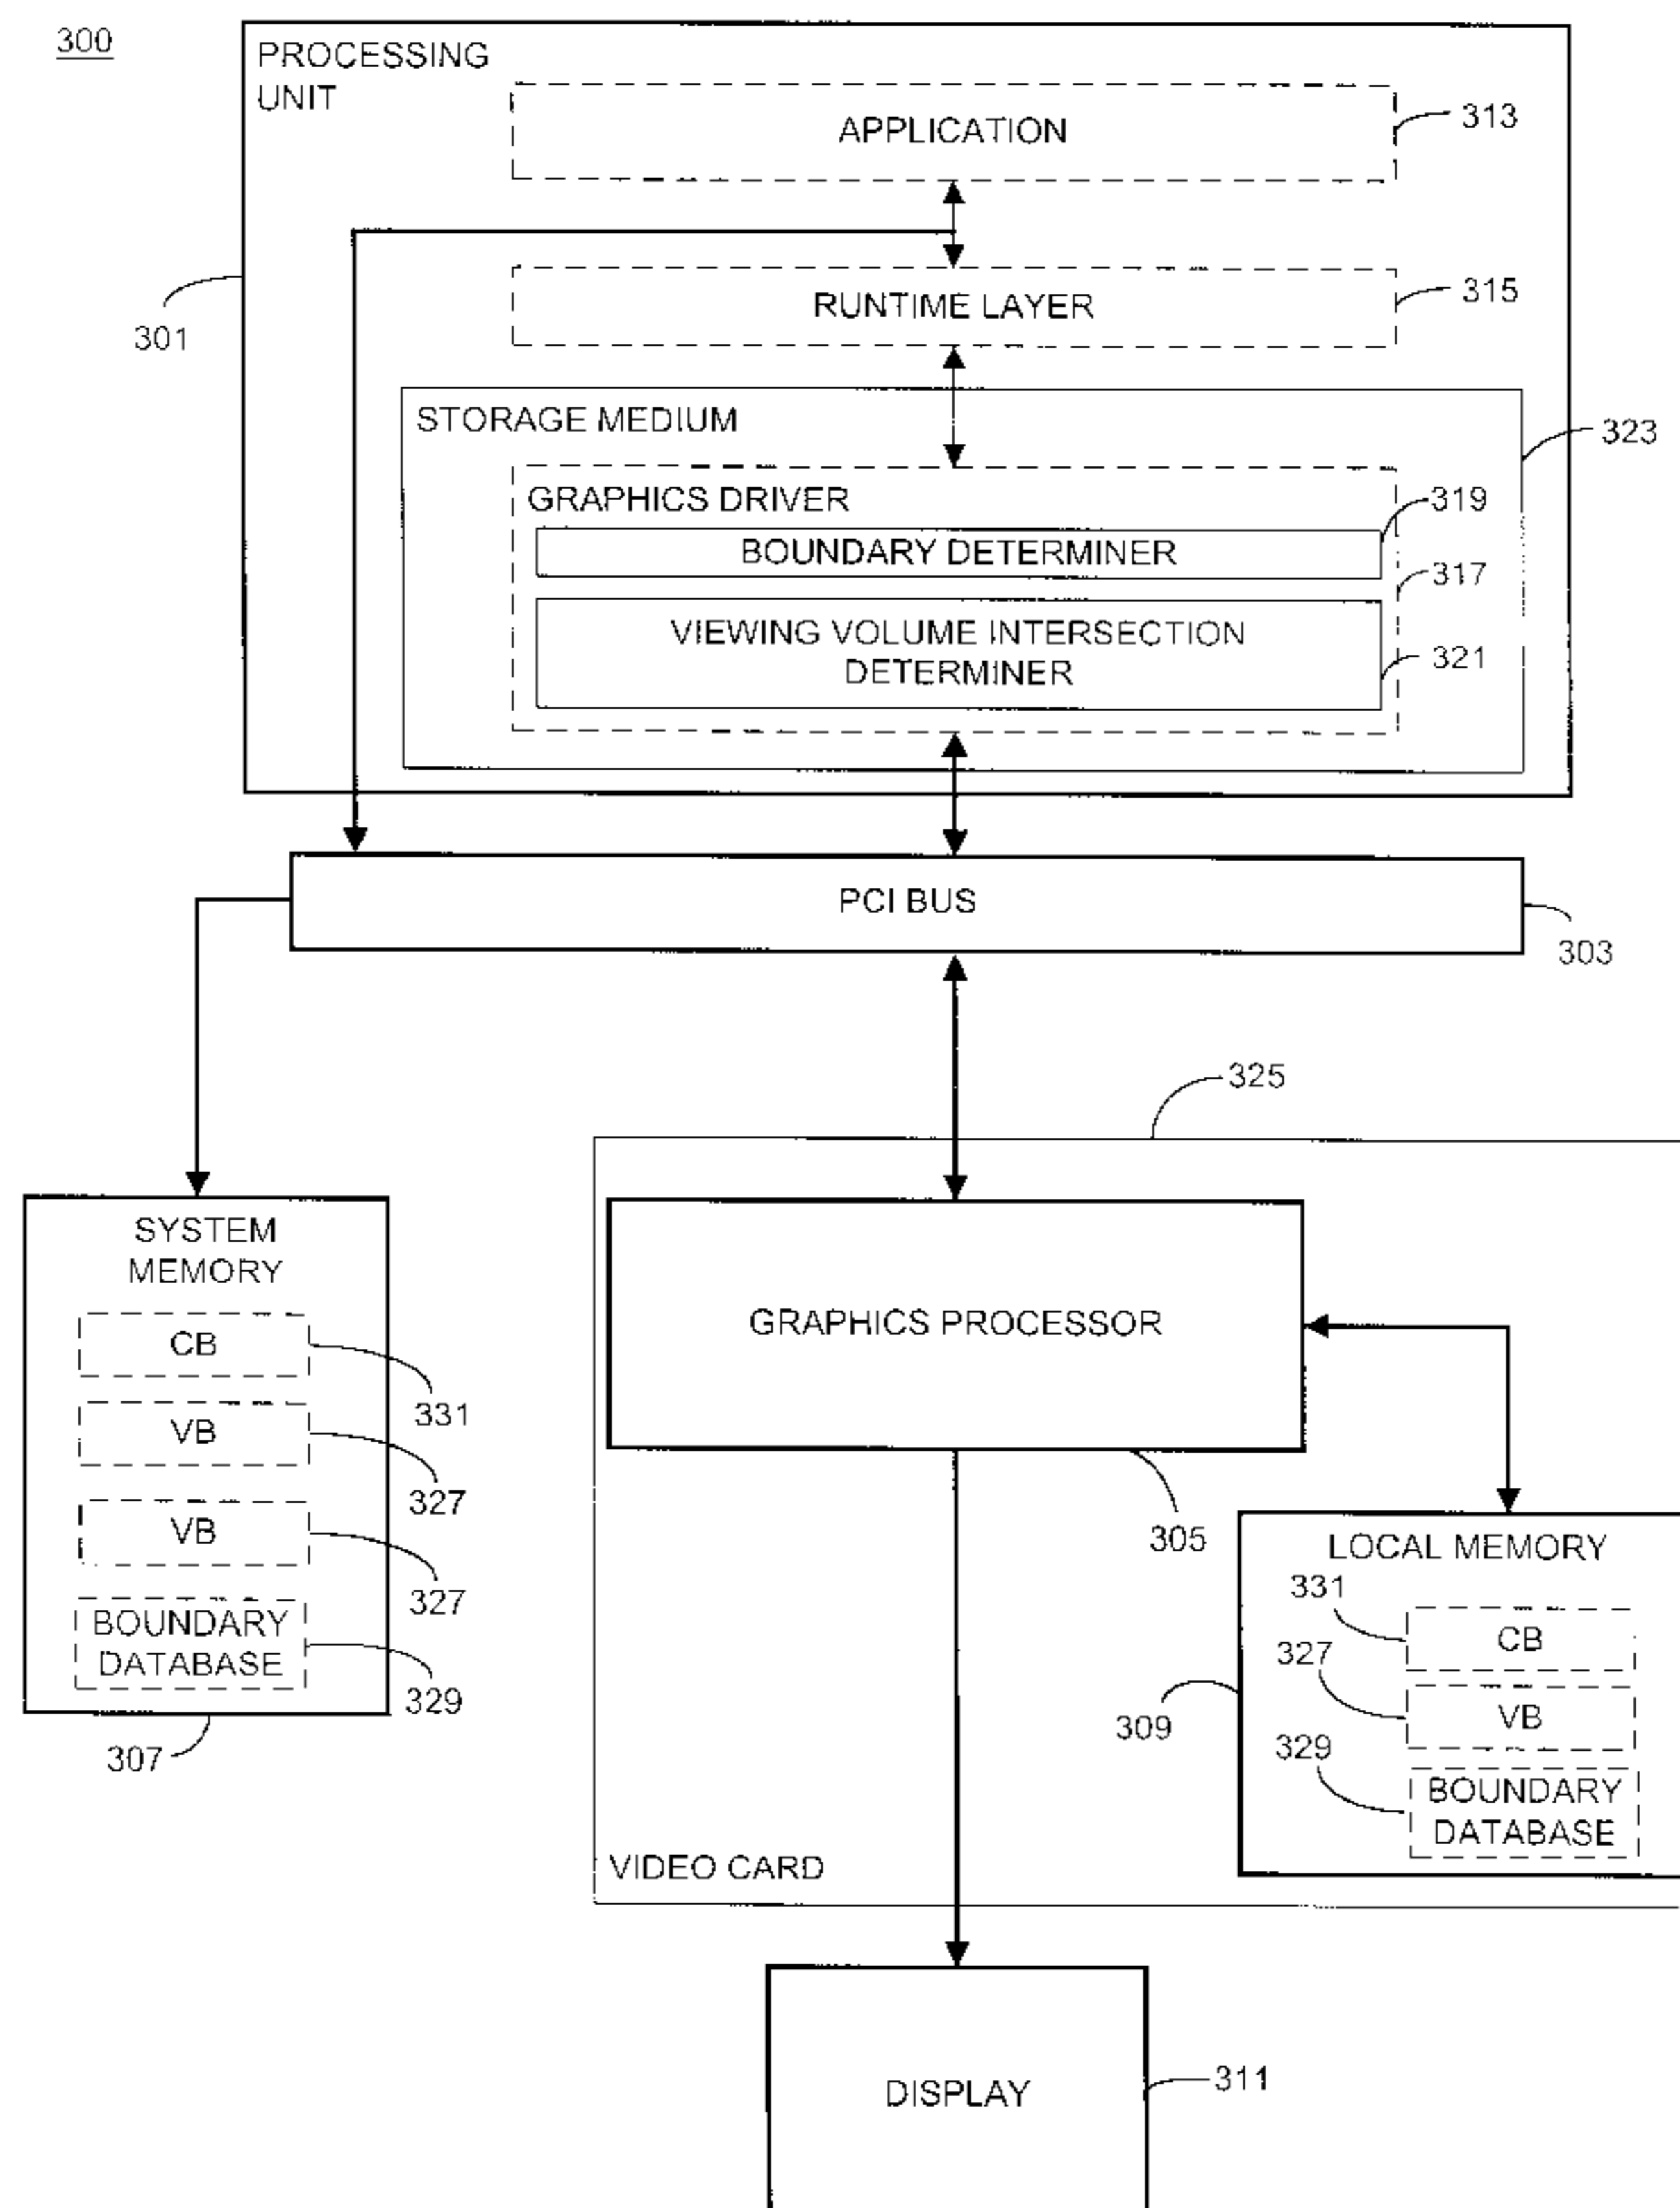 300
PROCESSING
UNIT
APPLICATION
313
RUNTIME LAYER
315
301
STORAGE MEDIUM
323
GRAPHICS DRIVER
319
BOUNDARY DETERMINER
317
VIEWING VOLUME INTERSECTION
DETERMINER
321
PCI BUS
303
325
SYSTEM
MEMORY
CB
331
VB
327
VB
327
BOUNDARY
DATABASE
329
307
GRAPHICS PROCESSOR
305
LOCAL MEMORY
331
CB
327
VB
309
329
BOUNDARY
DATABASE
VIDEO CARD
DISPLAY
311